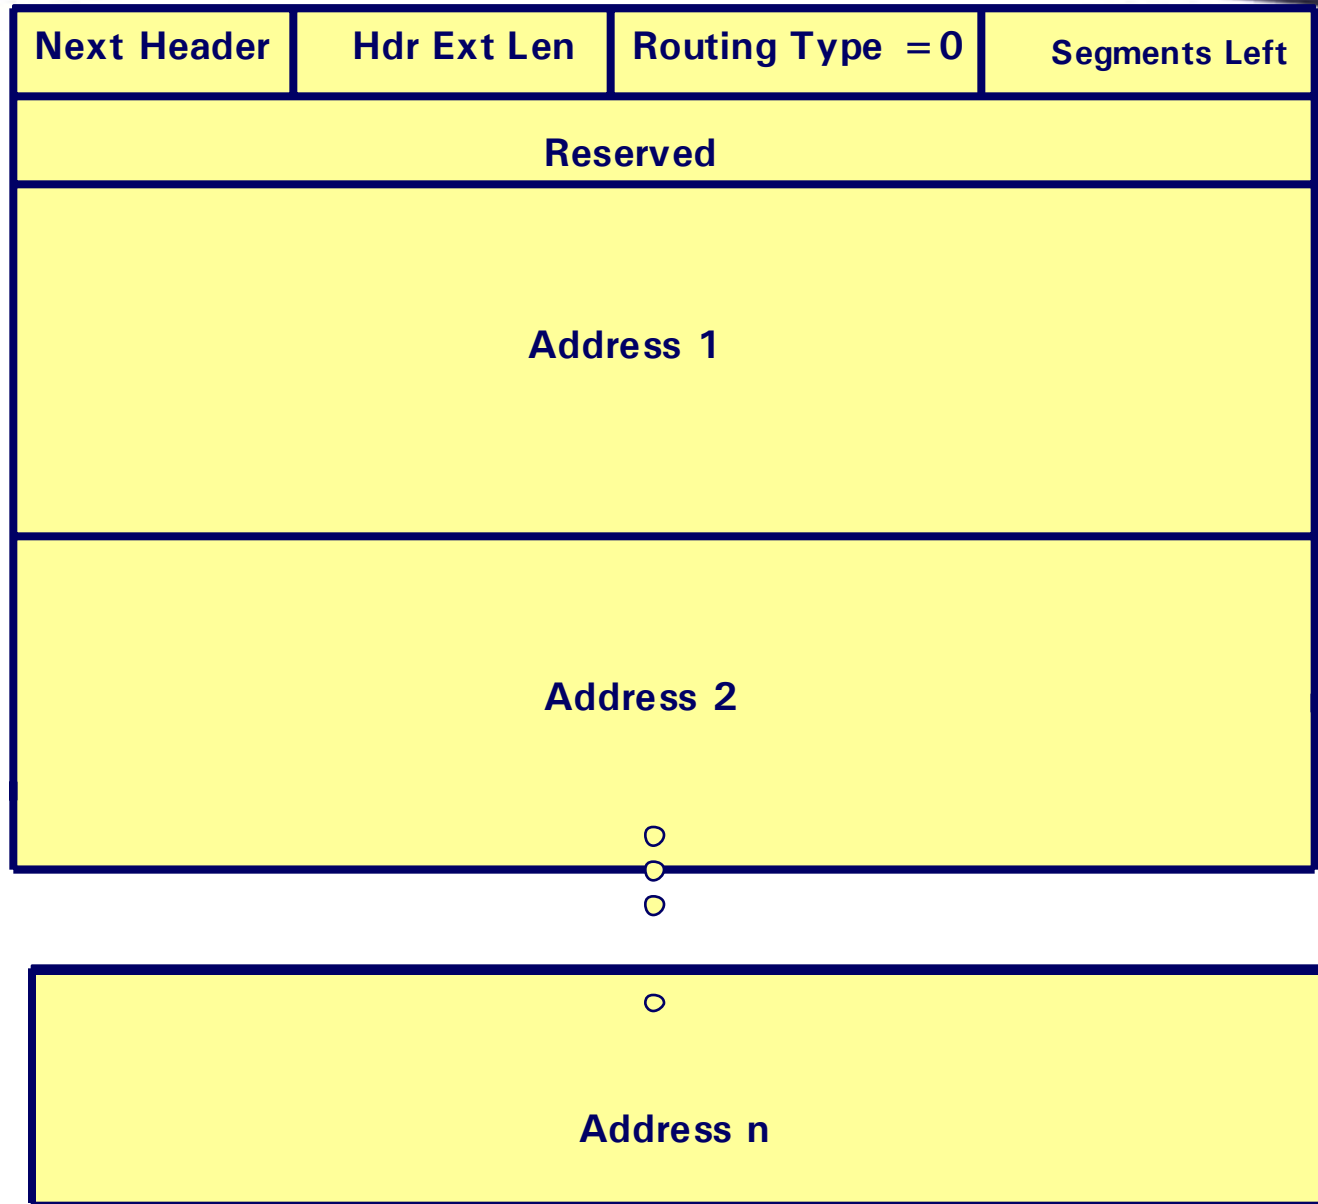 Next Header Hdr Ext Len Routing Type =0 Segments Left
Reserved
Address 1
Address 2
Address n